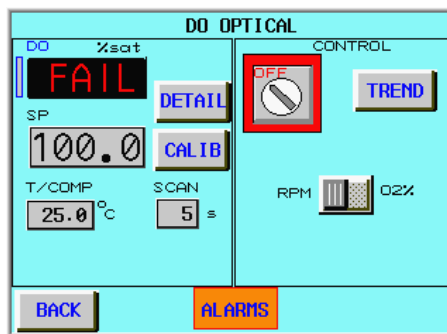 DO OPTICAL
DO %sat
FAIL
DETAIL
SP
100.0
CALIB
T/COMP SCAN
25.0 °C 5 s
CONTROL
OFF
TREND
RPM O2%
BACK
ALARMS